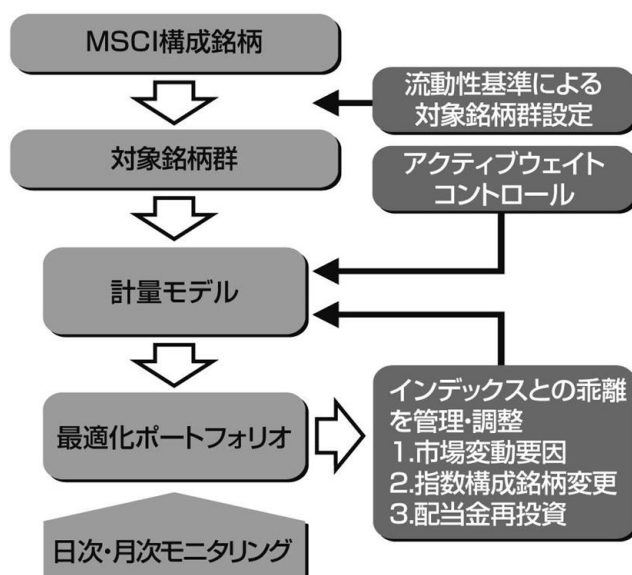 MSCI構成銘柄
流動性基準による
対象銘柄群設定
対象銘柄群
アクティブウェイト
コントロール
計量モデル
最適化ポートフォリオ
インデックスとの乖離
を管理・調整
1.市場変動要因
2.指数構成銘柄変更
3.配当金再投資
日次・月次モニタリング